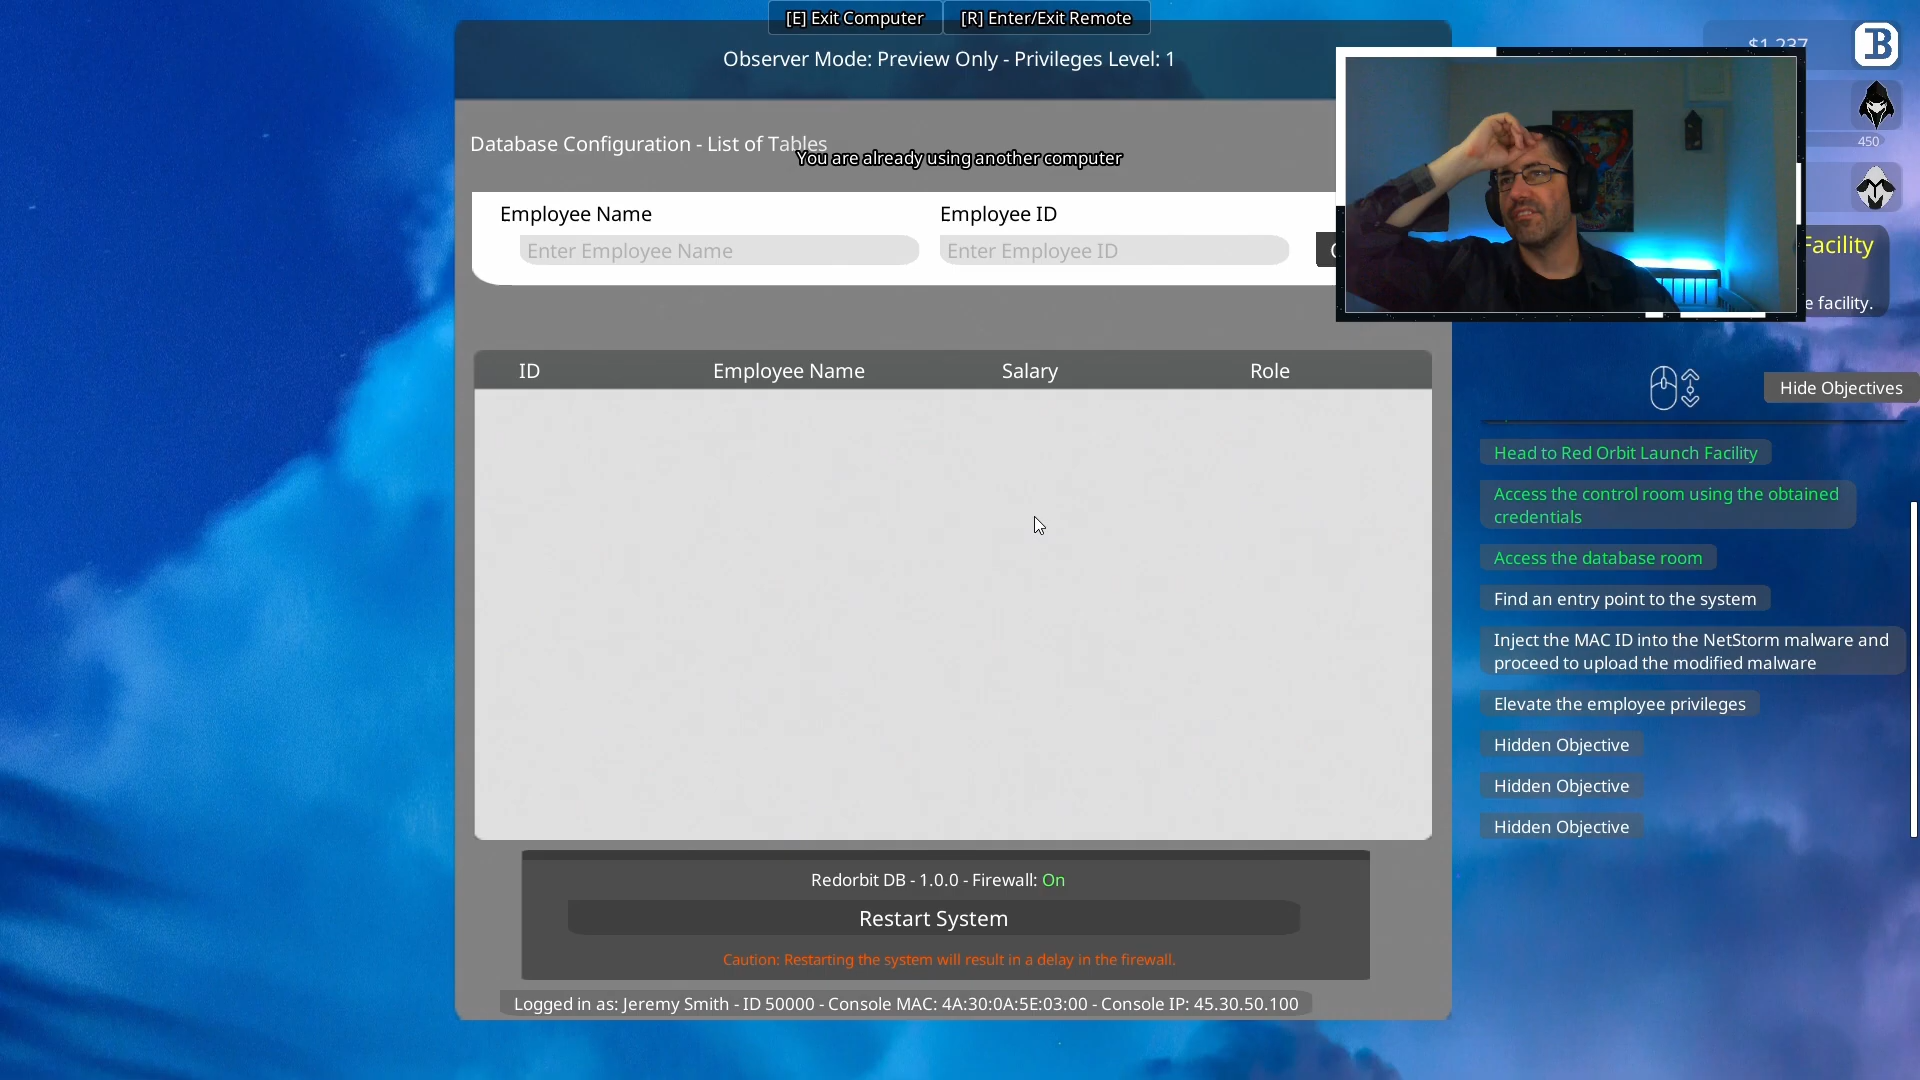 [E] Exit Computer
[R] Enter/Exit Remote
Observer Mode: Preview Only - Privileges Level: 1
$1,237
Database Configuration - List of Tables
You are already using another computer
450
Employee Name
Employee ID
Enter Employee Name
Enter Employee ID
Facility
e facility.
ID
Employee Name
Salary
Role
Hide Objectives
Head to Red Orbit Launch Facility
Access the control room using the obtained
credentials
Access the database room
Find an entry point to the system
Inject the MAC ID into the NetStorm malware and
proceed to upload the modified malware
Elevate the employee privileges
Hidden Objective
Hidden Objective
Hidden Objective
Redorbit DB - 1.0.0 - Firewall: On
Restart System
Caution: Restarting the system will result in a delay in the firewall.
Logged in as: Jeremy Smith - ID 50000 - Console MAC: 4A:30:0A:5E:03:00 - Console IP: 45.30.50.100